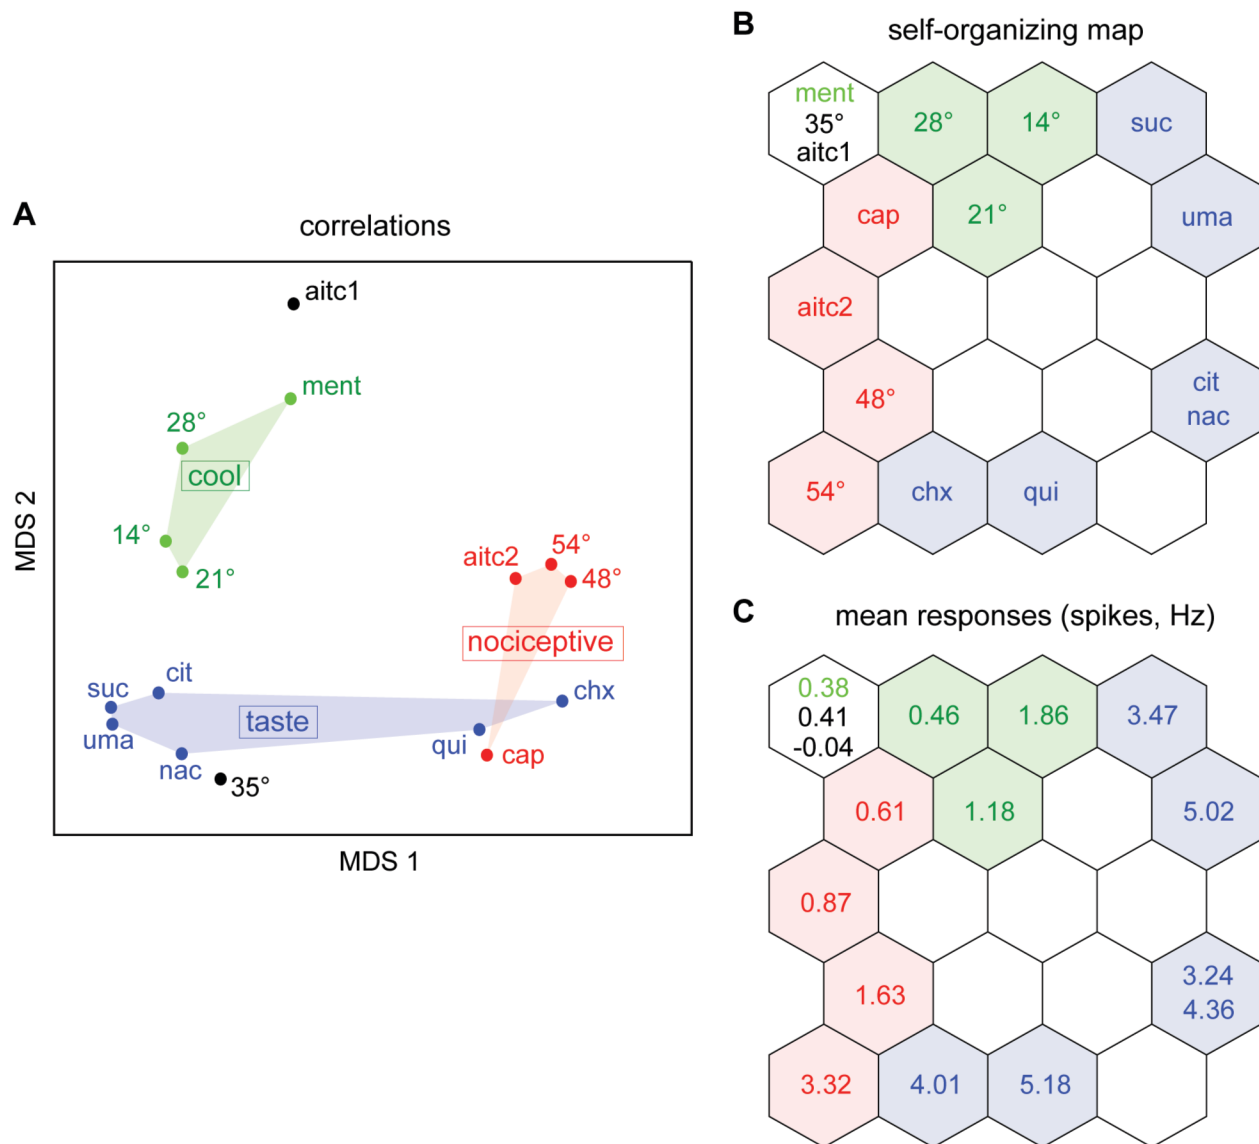 A
correlations
aitc1
ment
28°
cool
14°
21°
aitc2
54°
48°
nociceptive
cit
suc
chx
taste
uma
qui
nac
cap
35°
MDS 2
MDS 1
B
self-organizing map
ment
35°
aitc1
28°
14°
suc
cap
21°
uma
aitc2
48°
cit
nac
54°
chx
qui
C
mean responses (spikes, Hz)
0.38
0.41
-0.04
0.46
1.86
3.47
0.61
1.18
5.02
0.87
1.63
3.24
4.36
3.32
4.01
5.18